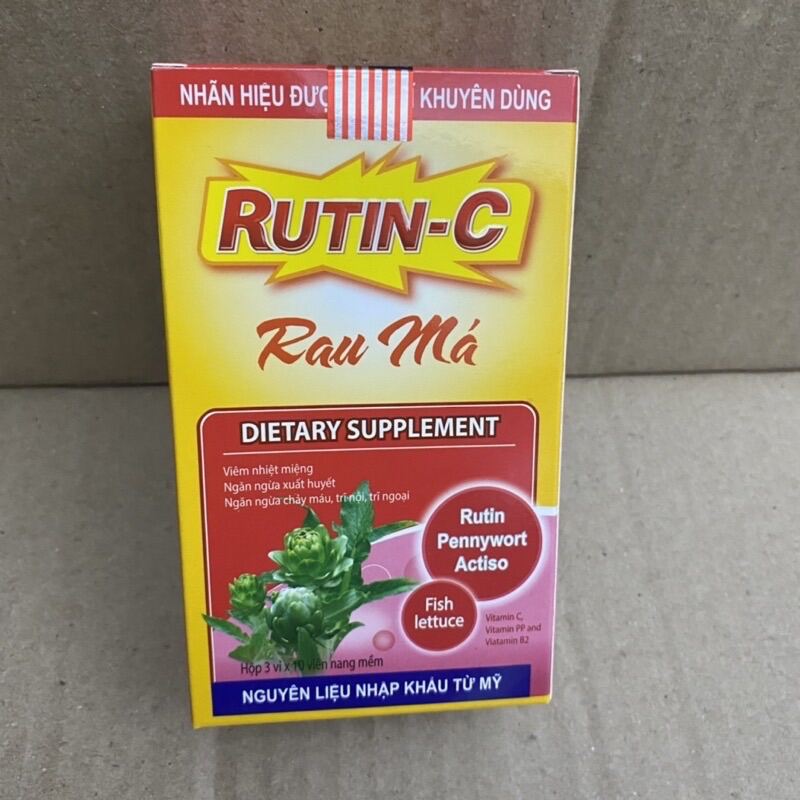 NHÃN HIỆU ĐƯỢ Í KHUYÊN DÙNG
RUTIN-C
Rau Má
DIETARY SUPPLEMENT
Viêm nhiệt miệng
Ngăn ngừa xuất huyết
Ngăn ngừa chảy máu, trĩ nội, trĩ ngoại
Rutin
Pennywort
Actiso
Fish
lettuce
Vitamin C,
Vitamin PP and
Viatamin B2
Hộp 3 vỉ x 10 viên nang mềm
NGUYÊN LIỆU NHẬP KHẨU TỪ MỸ